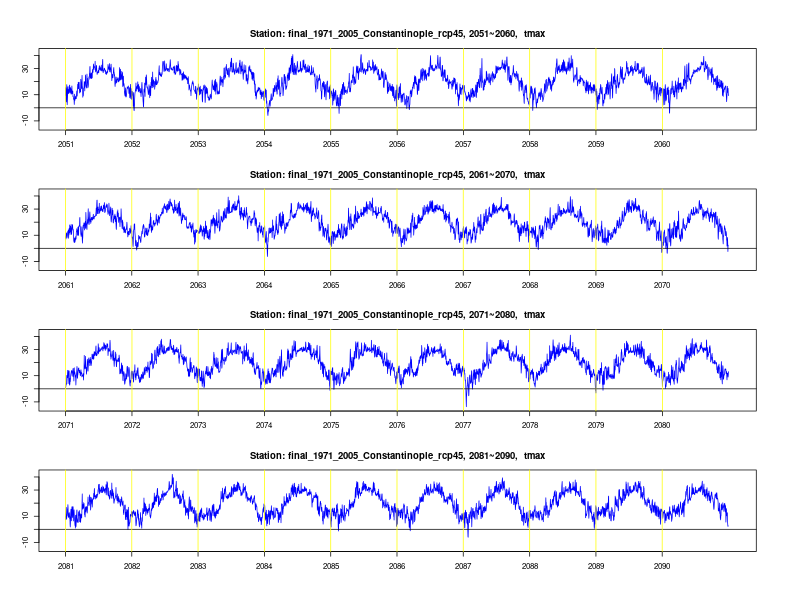 Station: final_1971_2005_Constantinople_rcp45, 2051~2060, tmax
30
10
-10
2051 2052 2053 2054 2055 2056 2057 2058 2059 2060
Station: final_1971_2005_Constantinople_rcp45, 2061~2070, tmax
30
10
-10
2061 2062 2063 2064 2065 2066 2067 2068 2069 2070
Station: final_1971_2005_Constantinople_rcp45, 2071~2080, tmax
30
10
-10
2071 2072 2073 2074 2075 2076 2077 2078 2079 2080
Station: final_1971_2005_Constantinople_rcp45, 2081~2090, tmax
30
10
-10
2081 2082 2083 2084 2085 2086 2087 2088 2089 2090